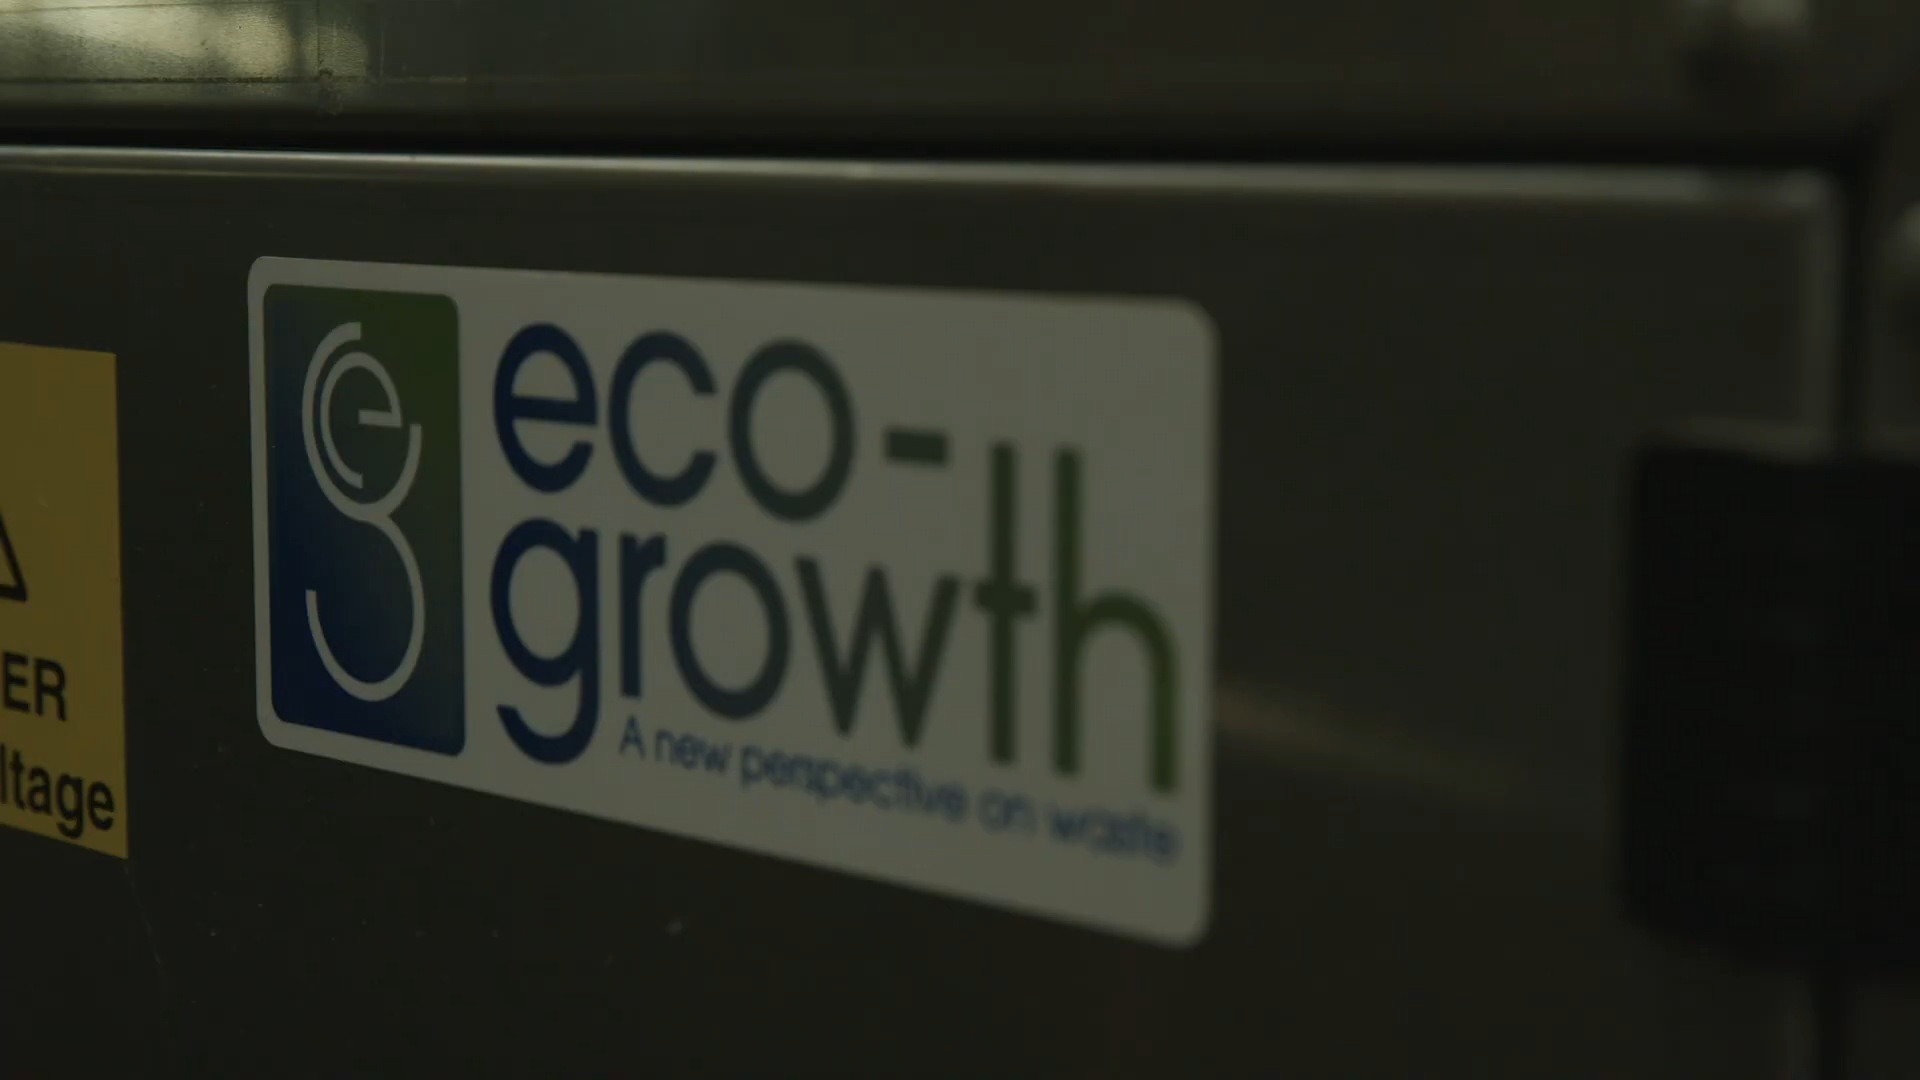 eco-
growth
A new perspective on waste
ER
ltage